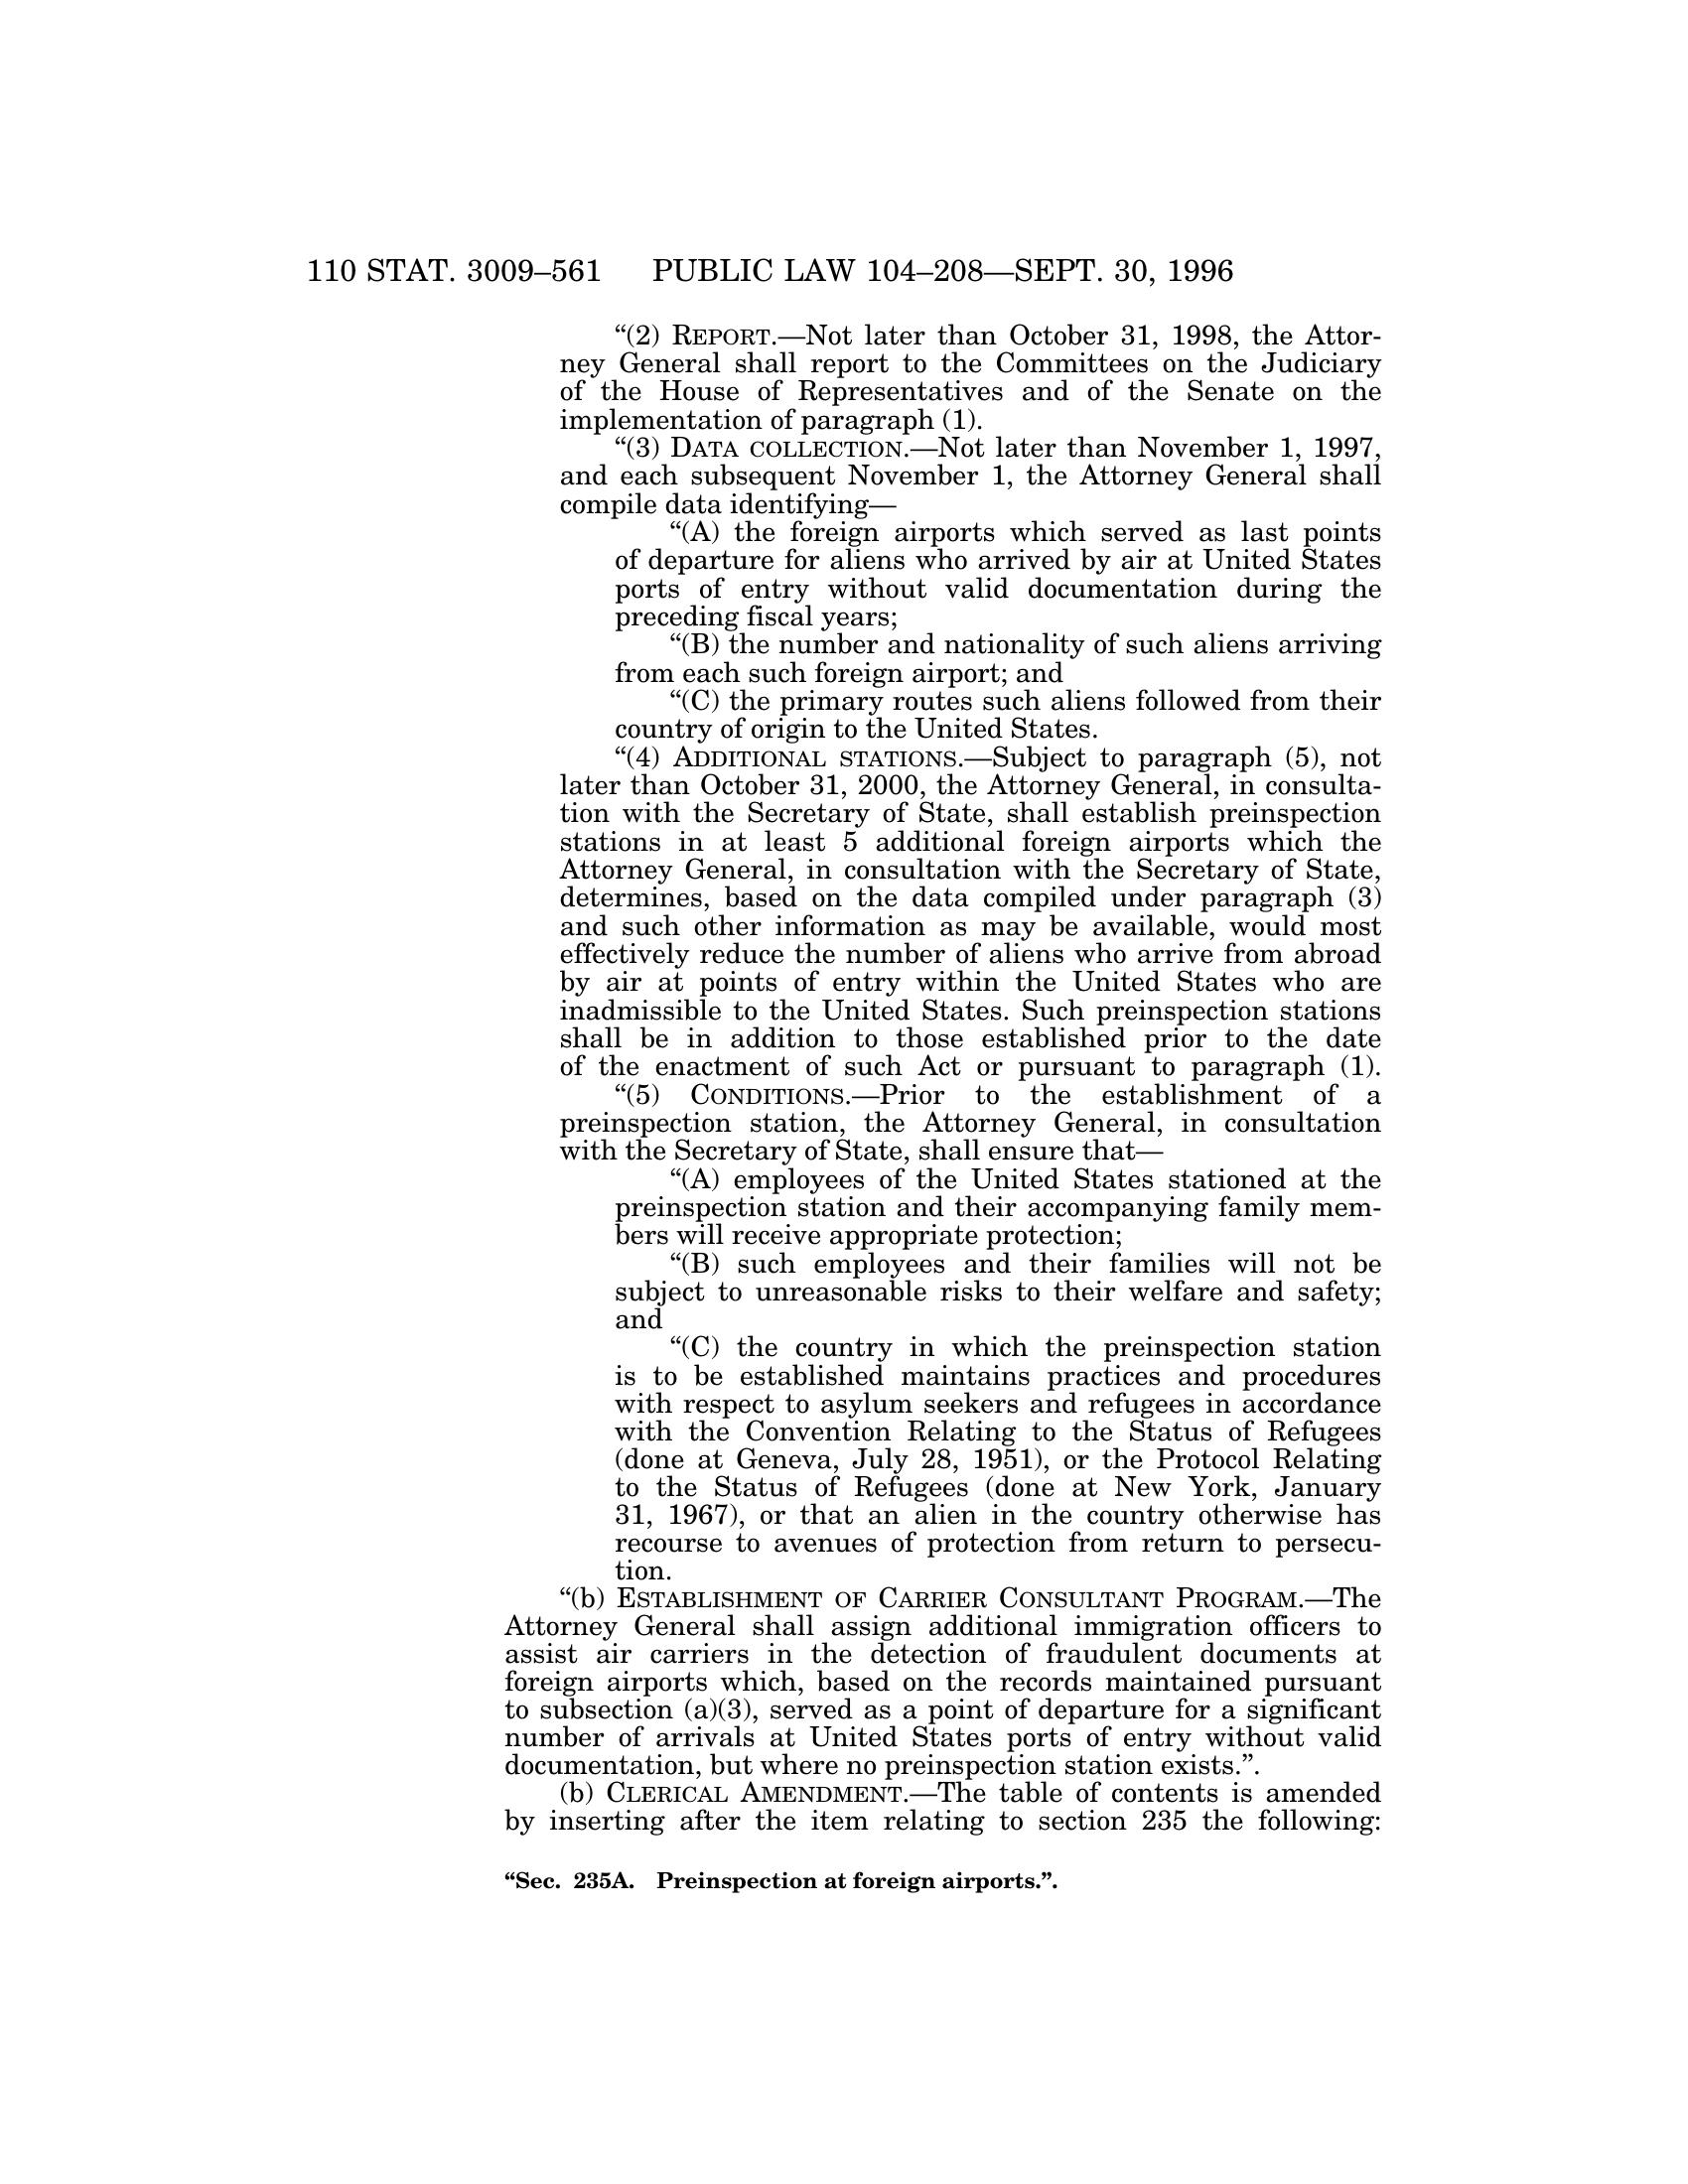 110 STAT. 3009–561 PUBLIC LAW 104–208—SEPT. 30, 1996
“(2) REPORT.—Not later than October 31, 1998, the Attor-
ney General shall report to the Committees on the Judiciary
of the House of Representatives and of the Senate on the
implementation of paragraph (1).
“(3) DATA COLLECTION.—Not later than November 1, 1997,
and each subsequent November 1, the Attorney General shall
compile data identifying—
“(A) the foreign airports which served as last points
of departure for aliens who arrived by air at United States
ports of entry without valid documentation during the
preceding fiscal years;
“(B) the number and nationality of such aliens arriving
from each such foreign airport; and
“(C) the primary routes such aliens followed from their
country of origin to the United States.
“(4) ADDITIONAL STATIONS.—Subject to paragraph (5), not
later than October 31, 2000, the Attorney General, in consulta-
tion with the Secretary of State, shall establish preinspection
stations in at least 5 additional foreign airports which the
Attorney General, in consultation with the Secretary of State,
determines, based on the data compiled under paragraph (3)
and such other information as may be available, would most
effectively reduce the number of aliens who arrive from abroad
by air at points of entry within the United States who are
inadmissible to the United States. Such preinspection stations
shall be in addition to those established prior to the date
of the enactment of such Act or pursuant to paragraph (1).
“(5) CONDITIONS.—Prior to the establishment of a
preinspection station, the Attorney General, in consultation
with the Secretary of State, shall ensure that—
“(A) employees of the United States stationed at the
preinspection station and their accompanying family mem-
bers will receive appropriate protection;
“(B) such employees and their families will not be
subject to unreasonable risks to their welfare and safety;
and
“(C) the country in which the preinspection station
is to be established maintains practices and procedures
with respect to asylum seekers and refugees in accordance
with the Convention Relating to the Status of Refugees
(done at Geneva, July 28, 1951), or the Protocol Relating
to the Status of Refugees (done at New York, January
31, 1967), or that an alien in the country otherwise has
recourse to avenues of protection from return to persecu-
tion.
“(b) ESTABLISHMENT OF CARRIER CONSULTANT PROGRAM.—The
Attorney General shall assign additional immigration officers to
assist air carriers in the detection of fraudulent documents at
foreign airports which, based on the records maintained pursuant
to subsection (a)(3), served as a point of departure for a significant
number of arrivals at United States ports of entry without valid
documentation, but where no preinspection station exists.”.
(b) CLERICAL AMENDMENT.—The table of contents is amended
by inserting after the item relating to section 235 the following:
“Sec. 235A. Preinspection at foreign airports.”.